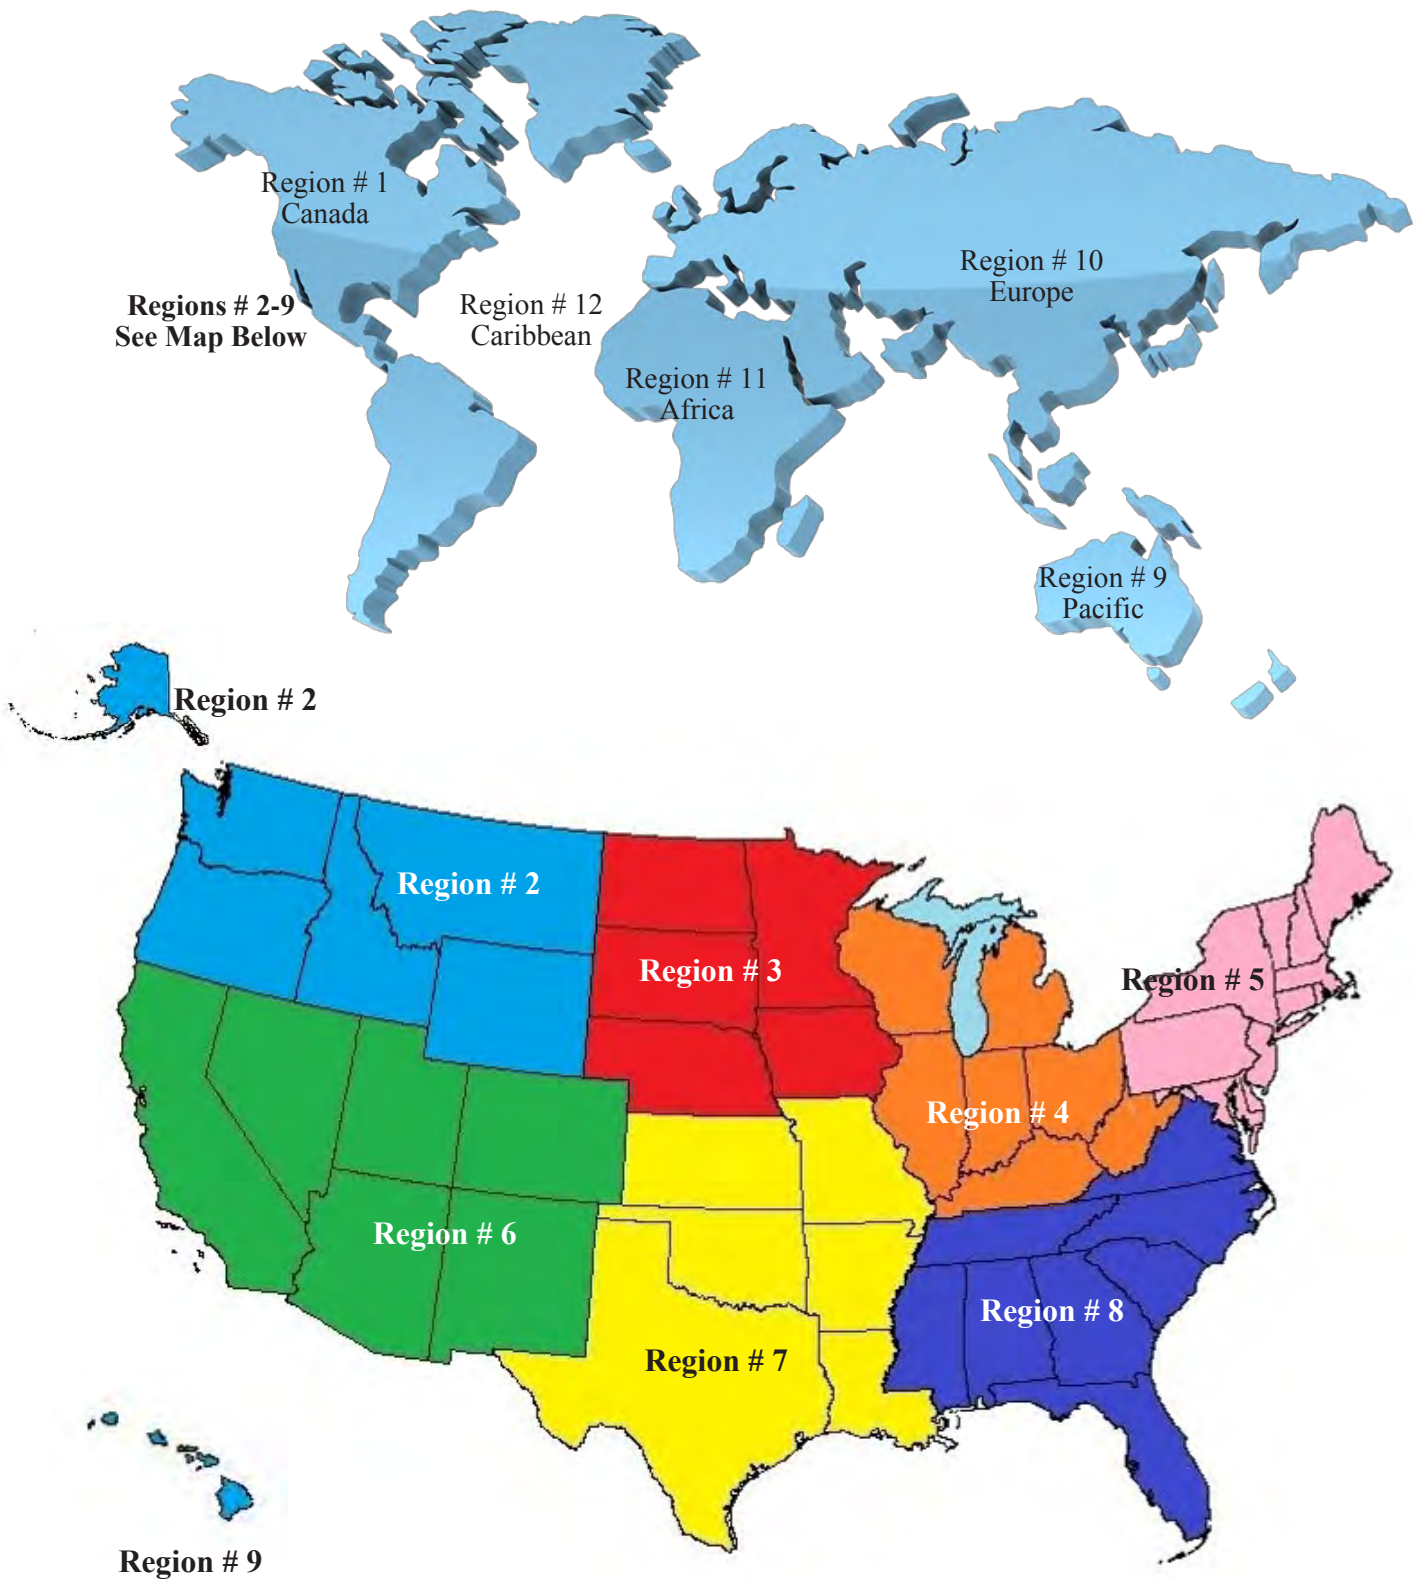 Region # 1
Canada
Regions # 2-9
See Map Below
Region # 12
Caribbean
Region # 10
Europe
Region # 11
Africa
Region # 9
Pacific
Region # 2
Region # 2
Region # 3
Region # 5
Region # 4
Region # 6
Region # 8
Region # 7
Region # 9